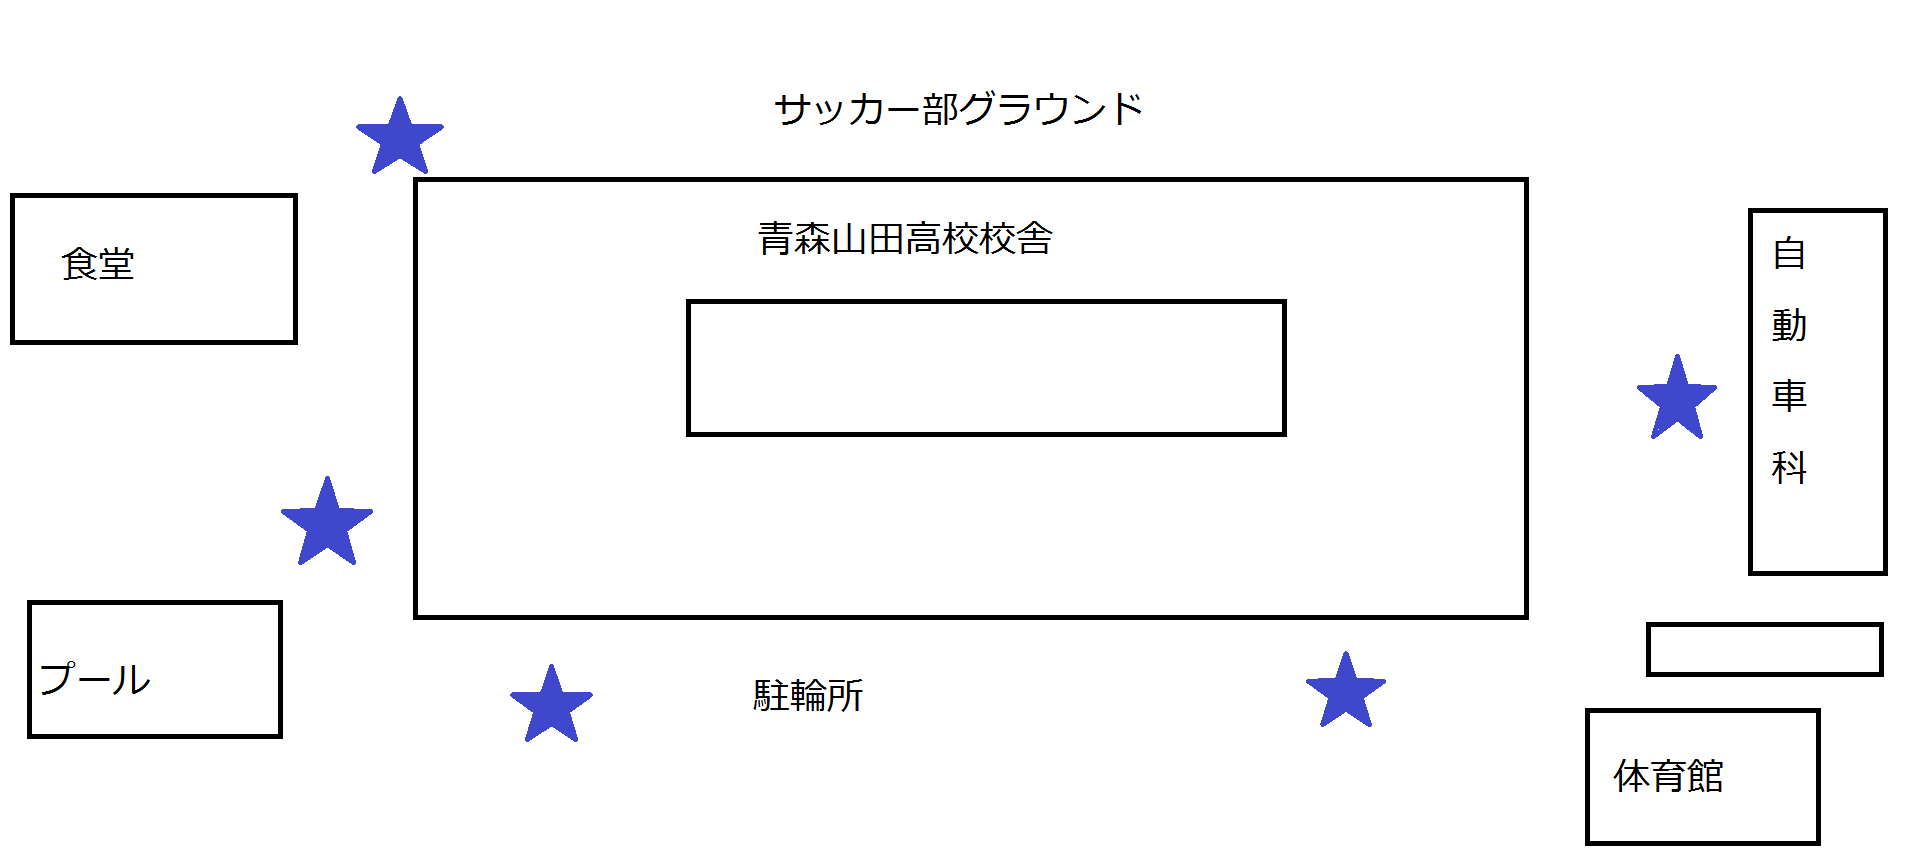 サッカー部グラウンド
青森山田高校校舎
食堂
自動車科
プール
駐輪所
体育館